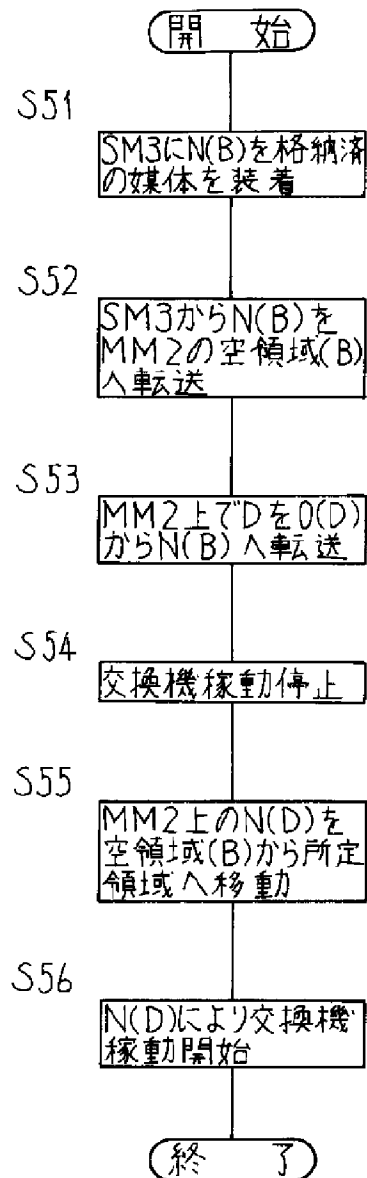 開　始
S51
SM3にN(B)を格納済
の媒体を装着
S52
SM3からN(B)を
MM2の空領域(B)
へ転送
S53
MM2上でDをO(D)
からN(B)へ転送
S54
交換機稼動停止
S55
MM2上のN(D)を
空領域(B)から所定
領域へ移動
S56
N(D)により交換機
稼動開始
終　了